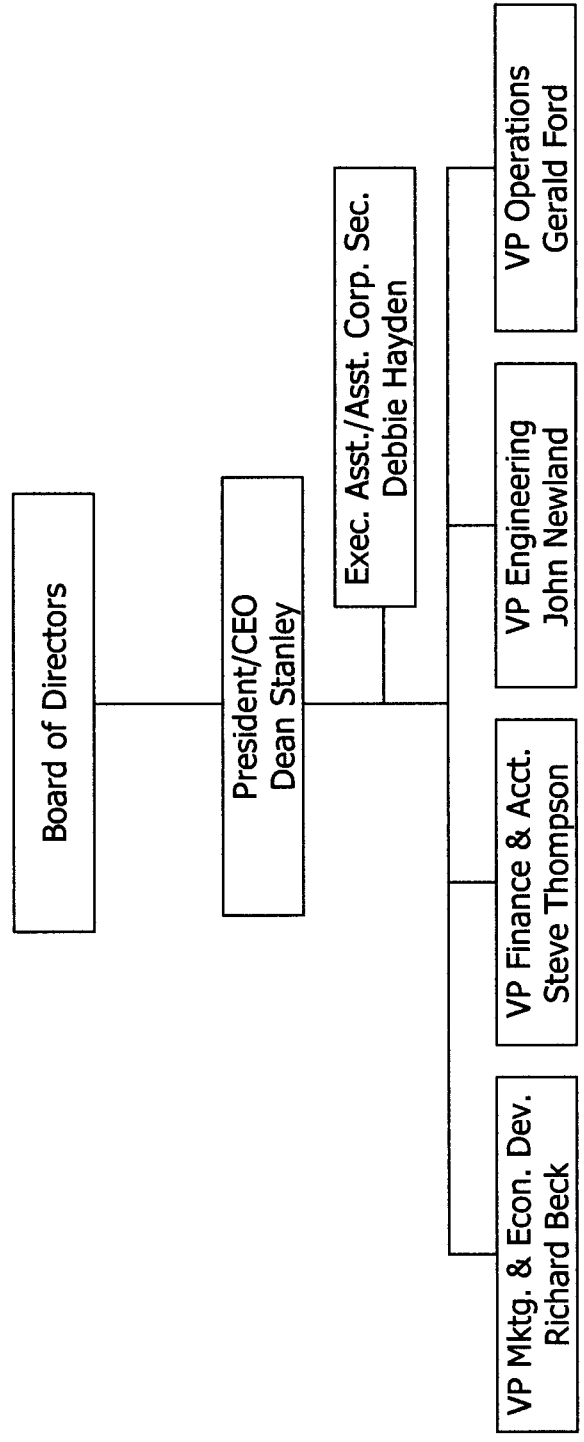 Board of Directors
President/CEO
Dean Stanley
Exec. Asst./Asst. Corp. Sec.
Debbie Hayden
VP Mktg. & Econ. Dev.
Richard Beck
VP Finance & Acct.
Steve Thompson
VP Engineering
John Newland
VP Operations
Gerald Ford